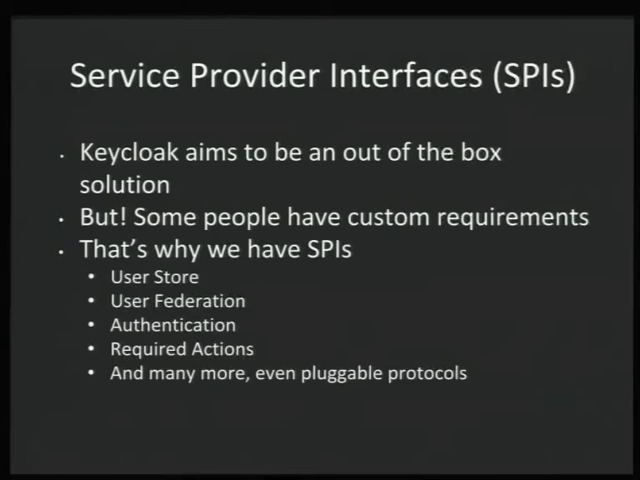 Service Provider Interfaces (SPIs)
• Keycloak aims to be an out of the box
solution
• But! Some people have custom requirements
• That's why we have SPIs
• User Store
• User Federation
• Authentication
• Required Actions
• And many more, even pluggable protocols